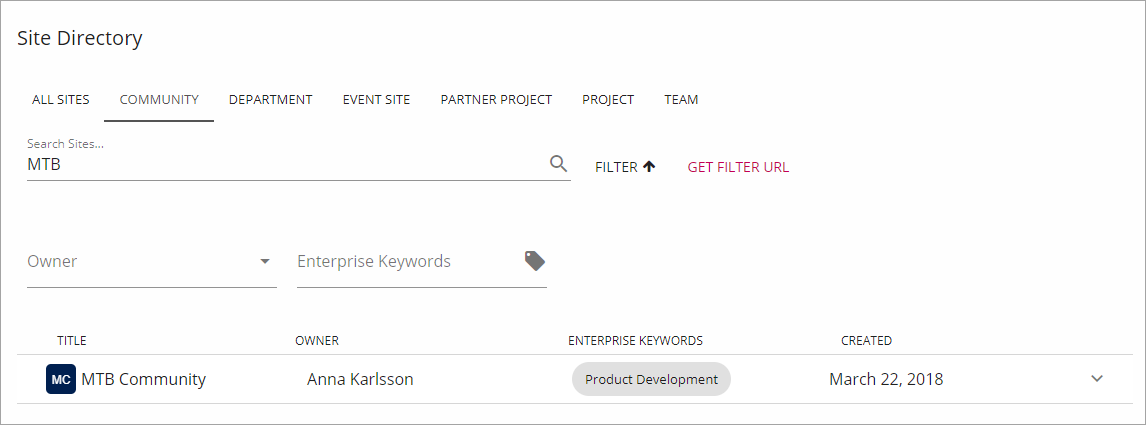 Site Directory
ALL SITES COMMUNITY DEPARTMENT EVENT SITE PARTNER PROJECT PROJECT TEAM
Search Sites...
MTB FILTER GET FILTER URL
Owner Enterprise Keywords
TITLE OWNER ENTERPRISE KEYWORDS CREATED
MC MTB Community Anna Karlsson Product Development March 22, 2018